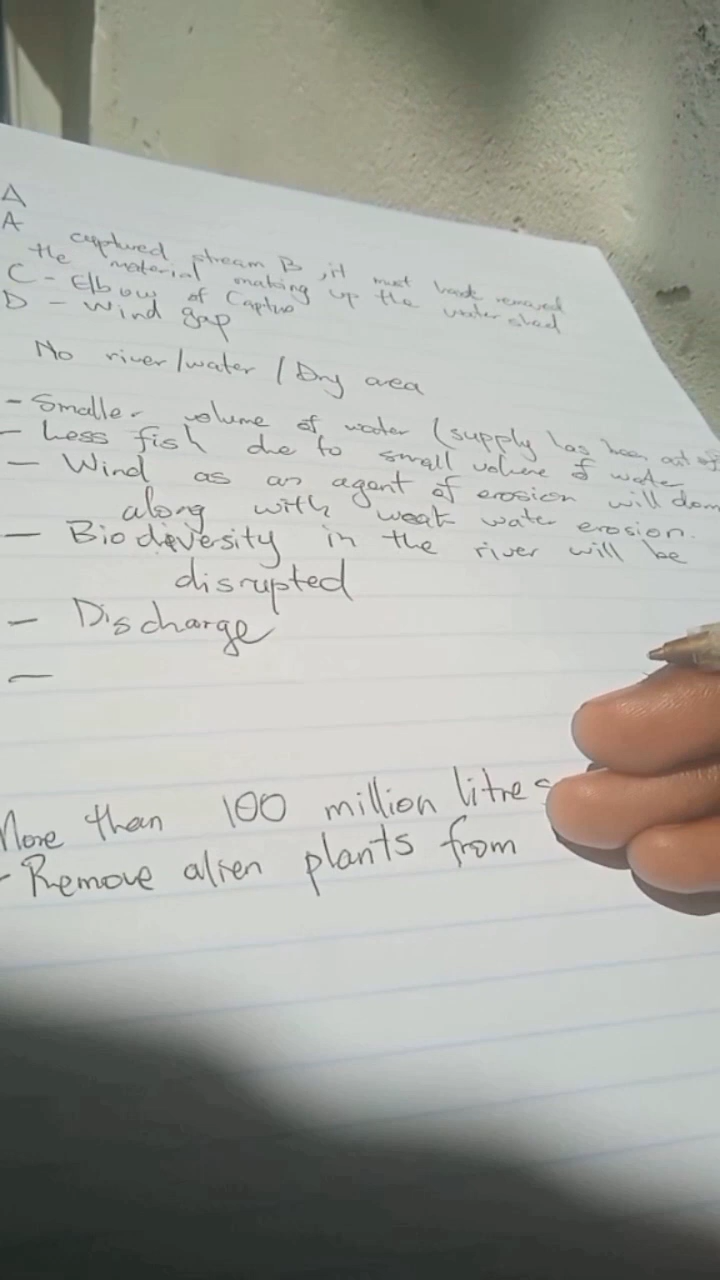 A
A captured stream B, it must have removed
the material making up the watershed
C - Elbow of Captu
D - Wind gap
No river/water / Dry area
- Smaller volume of water (supply has been cut of
- Less fish due to small volume of water
- Wind as an agent of erosion will dom
along with weak water erosion.
- Biodiversity in the river will be
disrupted
- Discharge
-
More than 100 million litres
- Remove alien plants from